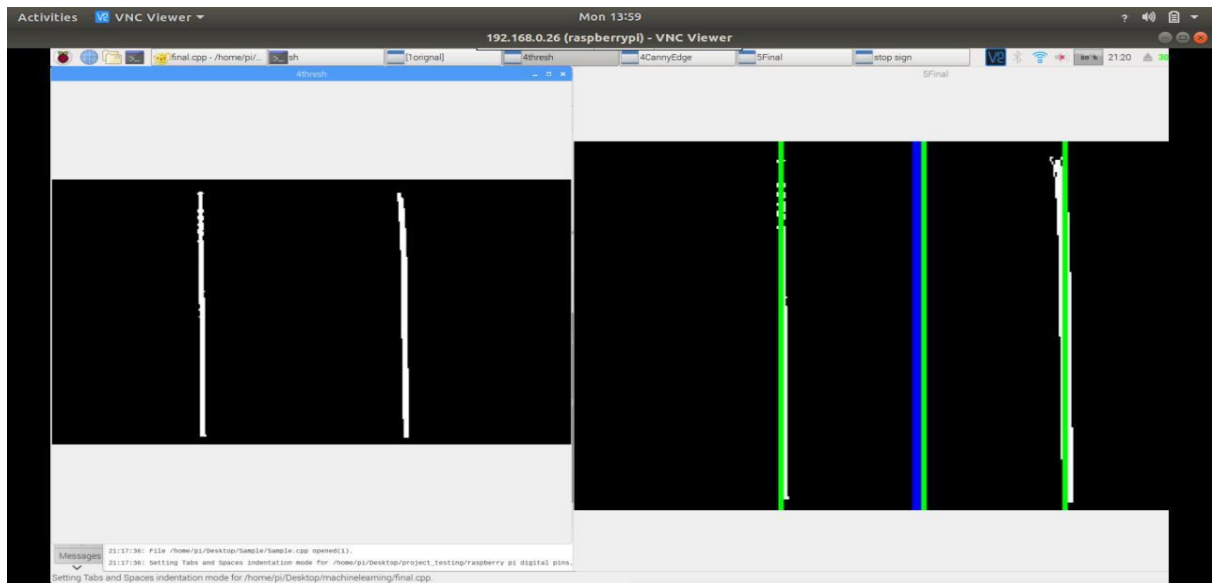 Activities VNC Viewer Mon 13:59 ?
192.168.0.26 (raspberrypi) - VNC Viewer
final.cpp - /home/pi/... sh [1orignal] 4thresh 4CannyEdge 5Final stop sign 21:20
4thresh 5Final
Messages
21:17:36: File /home/pi/Desktop/Sample/Sample.cpp opened(1).
21:17:36: Setting Tabs and Spaces indentation mode for /home/pi/Desktop/project_testing/raspberry pi digital pins.
Setting Tabs and Spaces indentation mode for /home/pi/Desktop/machinelearning/final.cpp.